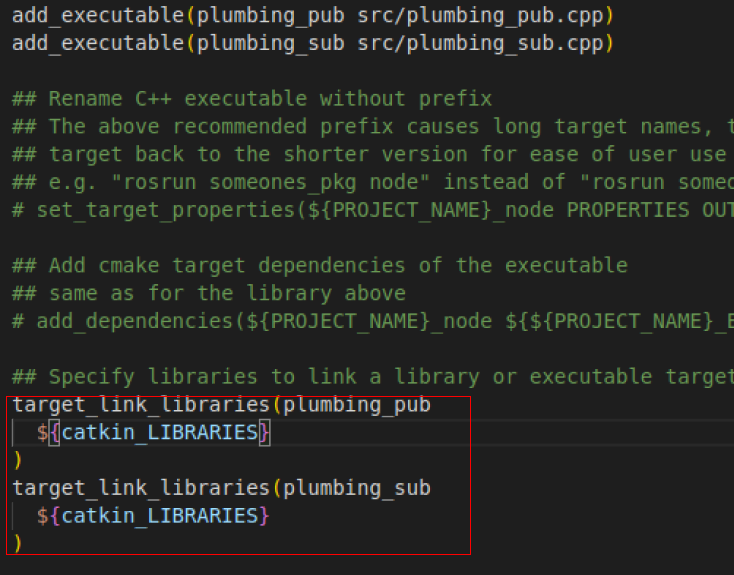 add_executable(plumbing_pub src/plumbing_pub.cpp)
add_executable(plumbing_sub src/plumbing_sub.cpp)
## Rename C++ executable without prefix
## The above recommended prefix causes long target names, t
## target back to the shorter version for ease of user use
## e.g. "rosrun someones_pkg node" instead of "rosrun someo
# set_target_properties(${PROJECT_NAME}_node PROPERTIES OUT
## Add cmake target dependencies of the executable
## same as for the library above
# add_dependencies(${PROJECT_NAME}_node ${${PROJECT_NAME}_E
## Specify libraries to link a library or executable target
target_link_libraries(plumbing_pub
  ${catkin_LIBRARIES}
)
target_link_libraries(plumbing_sub
  ${catkin_LIBRARIES}
)